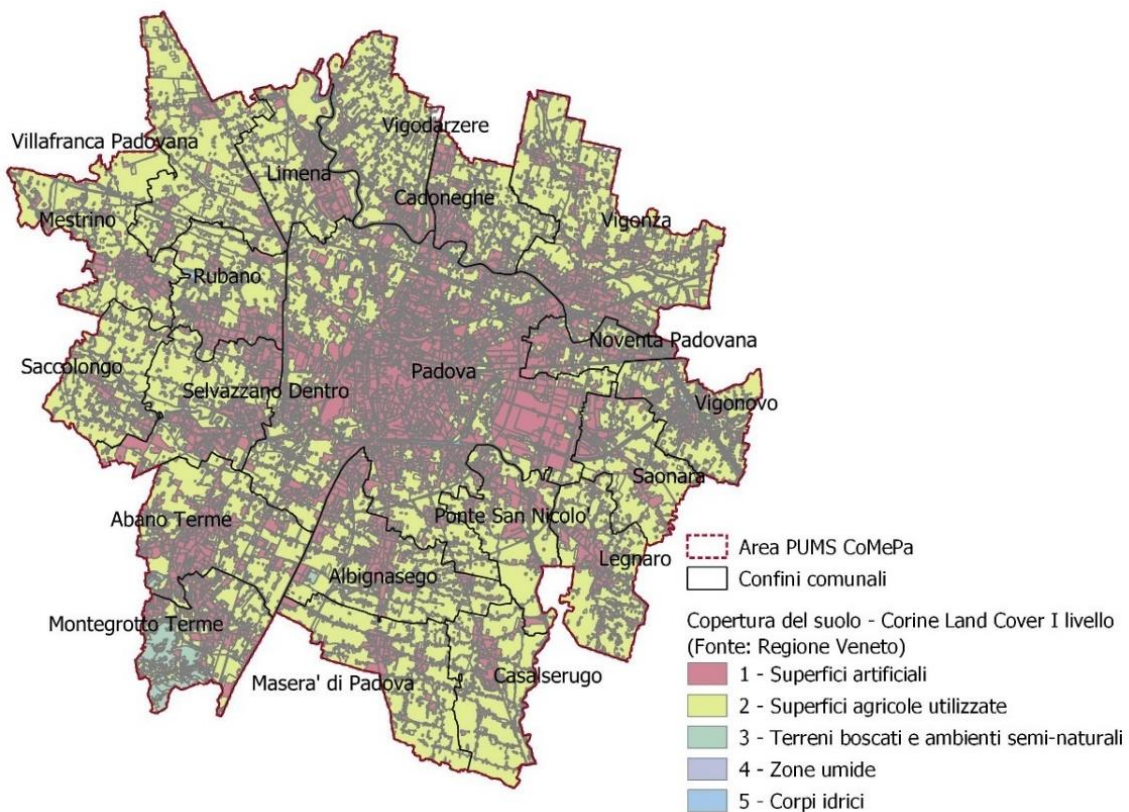 Villafranca Padovana
Vigodarzere
Limena
Cadoneghe
Mestrino
Vigonza
Rubano
Noventa Padovana
Saccolongo
Padova
Selvazzano Dentro
Vigonovo
Saonara
Abano Terme
Ponte San Nicolo'
Legnaro
Albignasego
Montegrotto Terme
Masera' di Padova
Casalserugo
Area PUMS CoMePa
Confini comunali
Copertura del suolo - Corine Land Cover I livello
(Fonte: Regione Veneto)
1 - Superfici artificiali
2 - Superfici agricole utilizzate
3 - Terreni boscati e ambienti semi-naturali
4 - Zone umide
5 - Corpi idrici